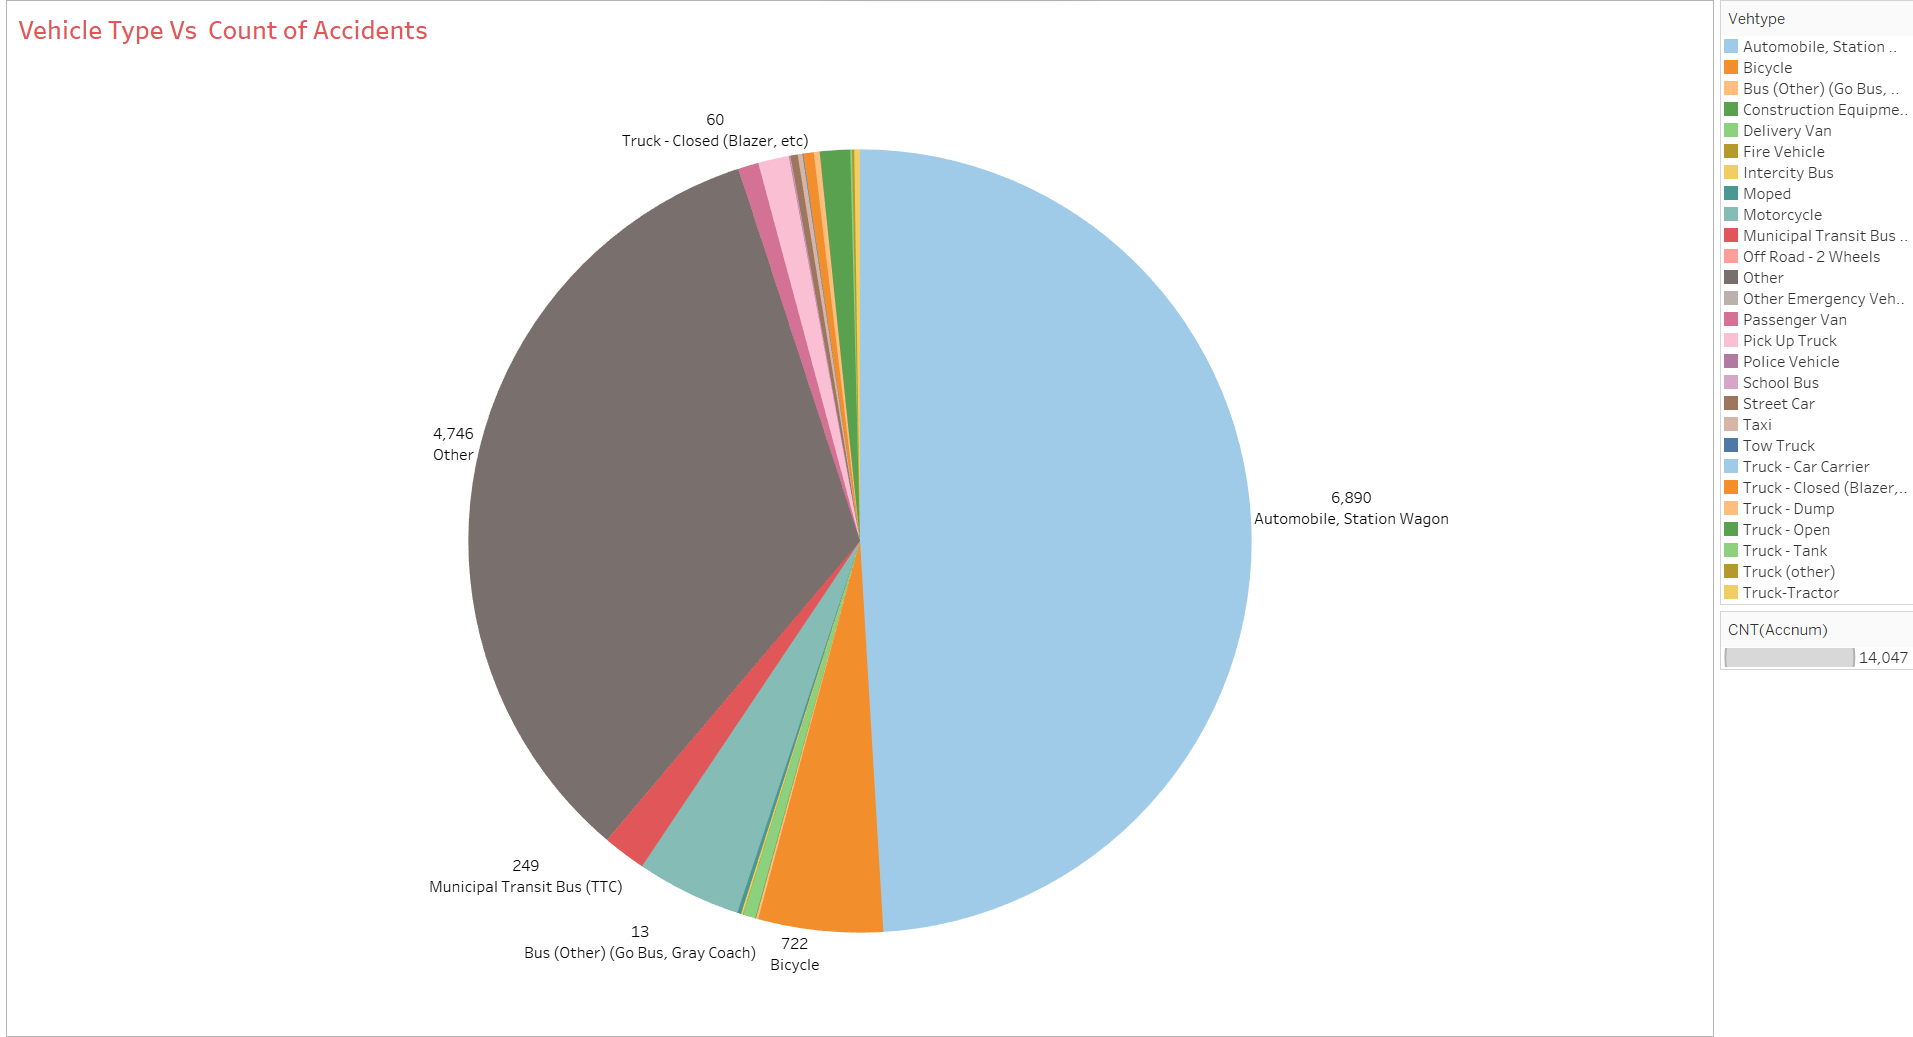 Vehicle Type Vs  Count of Accidents
60
Truck - Closed (Blazer, etc)
4,746
Other
6,890
Automobile, Station Wagon
249
Municipal Transit Bus (TTC)
13
Bus (Other) (Go Bus, Gray Coach)
722
Bicycle
Vehtype
Automobile, Station ..
Bicycle
Bus (Other) (Go Bus, ..
Construction Equipme..
Delivery Van
Fire Vehicle
Intercity Bus
Moped
Motorcycle
Municipal Transit Bus ..
Off Road - 2 Wheels
Other
Other Emergency Veh..
Passenger Van
Pick Up Truck
Police Vehicle
School Bus
Street Car
Taxi
Tow Truck
Truck - Car Carrier
Truck - Closed (Blazer,..
Truck - Dump
Truck - Open
Truck - Tank
Truck (other)
Truck-Tractor
CNT(Accnum)
14,047